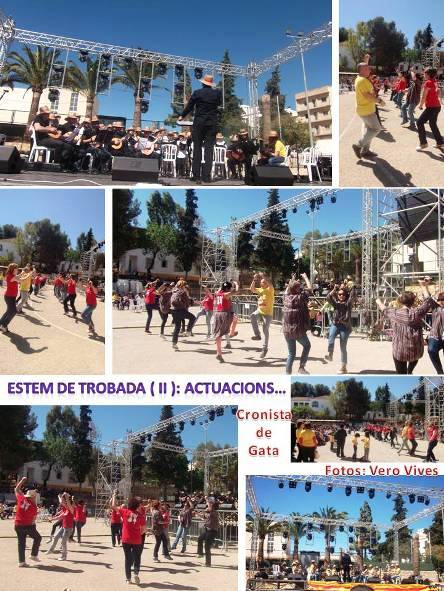 ESTEM DE TROBADA ( II ): ACTUACIONS...
Cronista
de
Gata
Fotos: Vero Vives